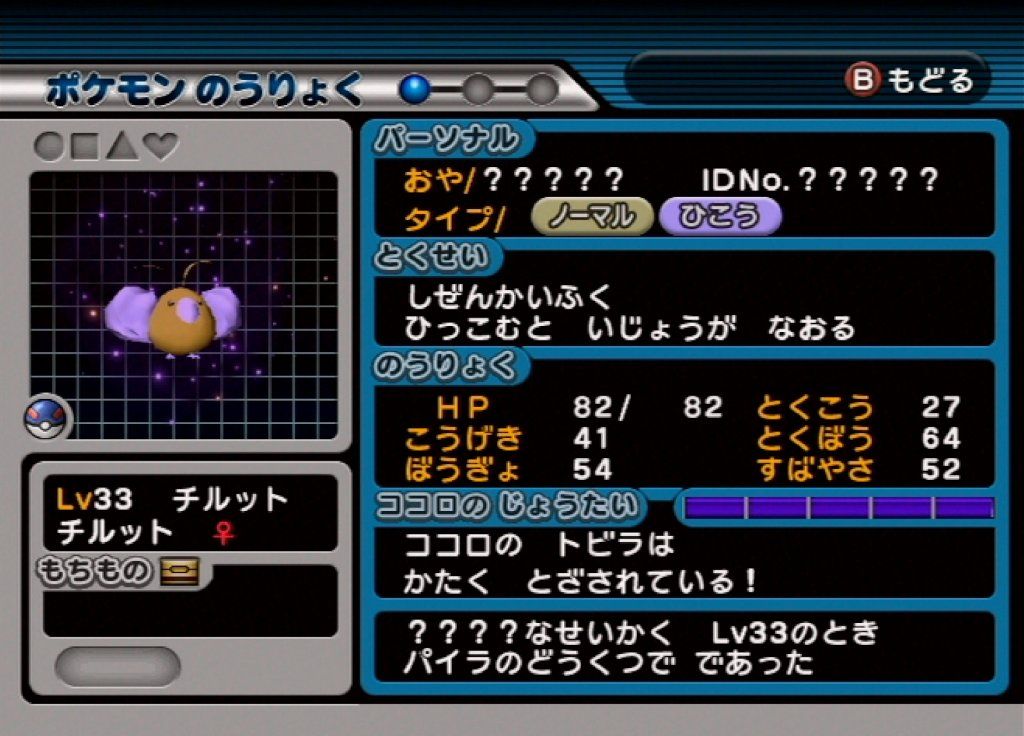 ポケモン のうりょく
B もどる
パーソナル
おや/？？？？？ IDNo.？？？？？
タイプ/ ノーマル ひこう
とくせい
しぜんかいふく
ひっこむと いじょうが なおる
のうりょく
HP 82/ 82 とくこう 27
こうげき 41 とくぼう 64
ぼうぎょ 54 すばやさ 52
ココロの じょうたい
ココロの トビラは
かたく とざされている！
？？？？なせいかく Lv33のとき
パイラのどうくつで であった
Lv33 チルット
チルット ♀
もちもの